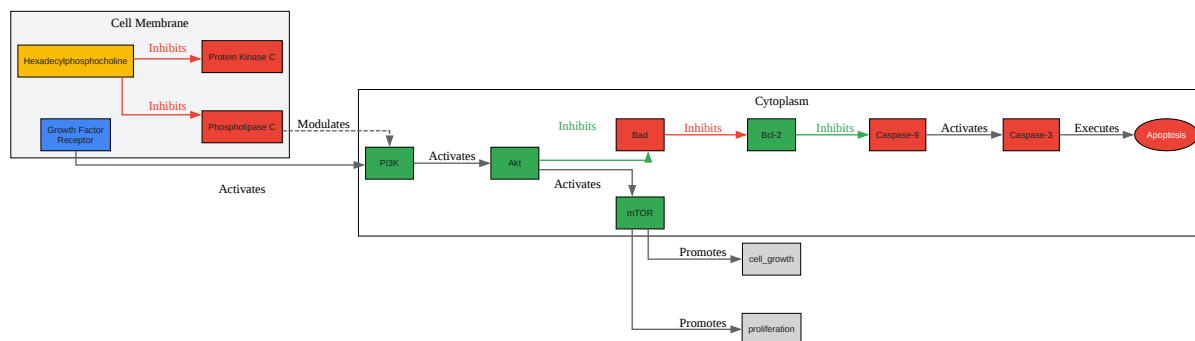 Cell Membrane
Hexadecylphosphocholine
Inhibits
Protein Kinase C
Inhibits
Phospholipase C
Growth Factor
Receptor
Activates
Modulates
Cytoplasm
PI3K
Activates
Akt
Inhibits
Activates
Bad
Inhibits
Bcl-2
Inhibits
Caspase-9
Activates
Caspase-3
Executes
Apoptosis
mTOR
Promotes
cell_growth
Promotes
proliferation